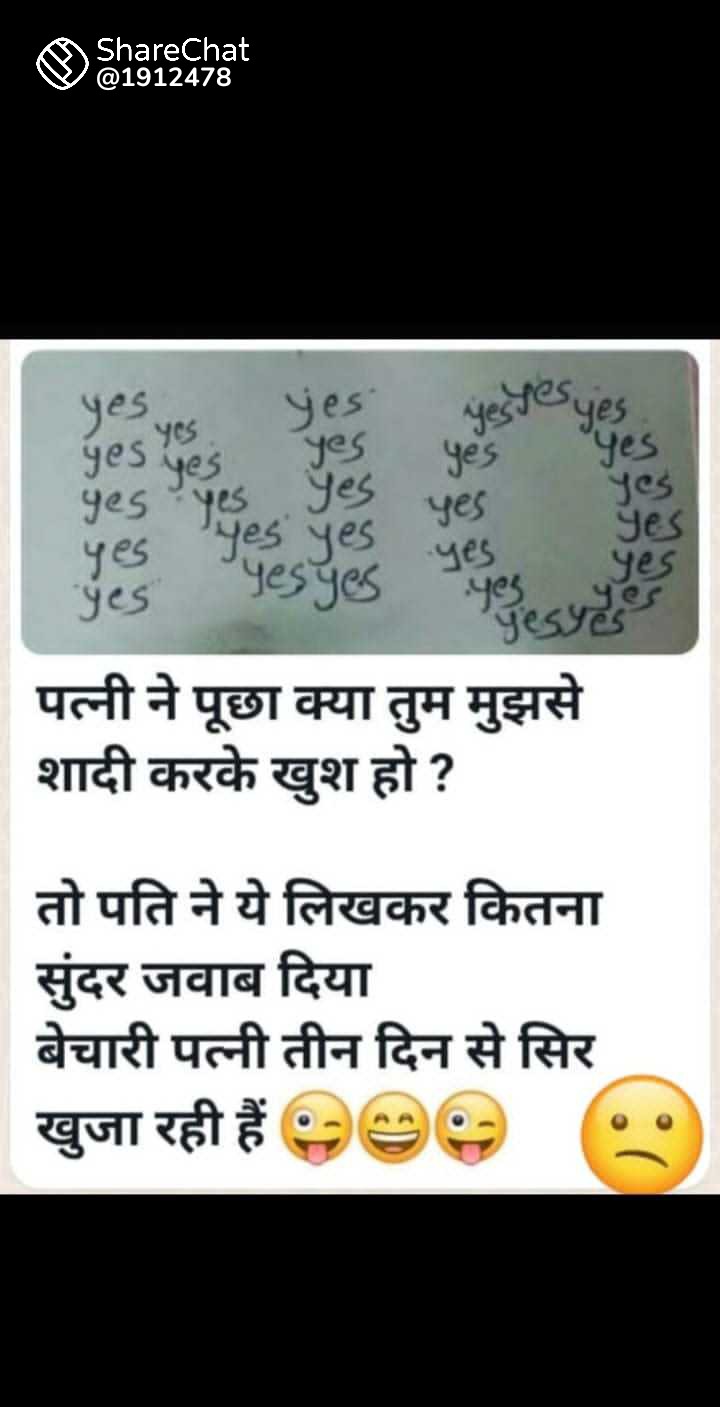 ShareChat
@1912478
yes yes yes yes yes
yes yes yes yes yes
yes yes yes yes yes
yes yes yes yes yes
yes yes yes yes yes
yes yes yes yes
yes yes
पत्नी ने पूछा क्या तुम मुझसे
शादी करके खुश हो ?
तो पति ने ये लिखकर कितना
सुंदर जवाब दिया
बेचारी पत्नी तीन दिन से सिर
खुजा रही हैं 😜😄😜 😕